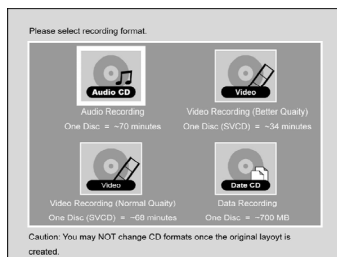 Please select recording format.
Audio CD
Audio Recording
One Disc = ~70 minutes
Video
Video Recording (Better Quaity)
One Disc (SVCD) = ~34 minutes
Video
Video Recording (Normal Quaity)
One Disc (SVCD) = ~68 minutes
Date CD
Data Recording
One Disc = ~700 MB
Caution: You may NOT change CD formats once the original layoyt is
created.